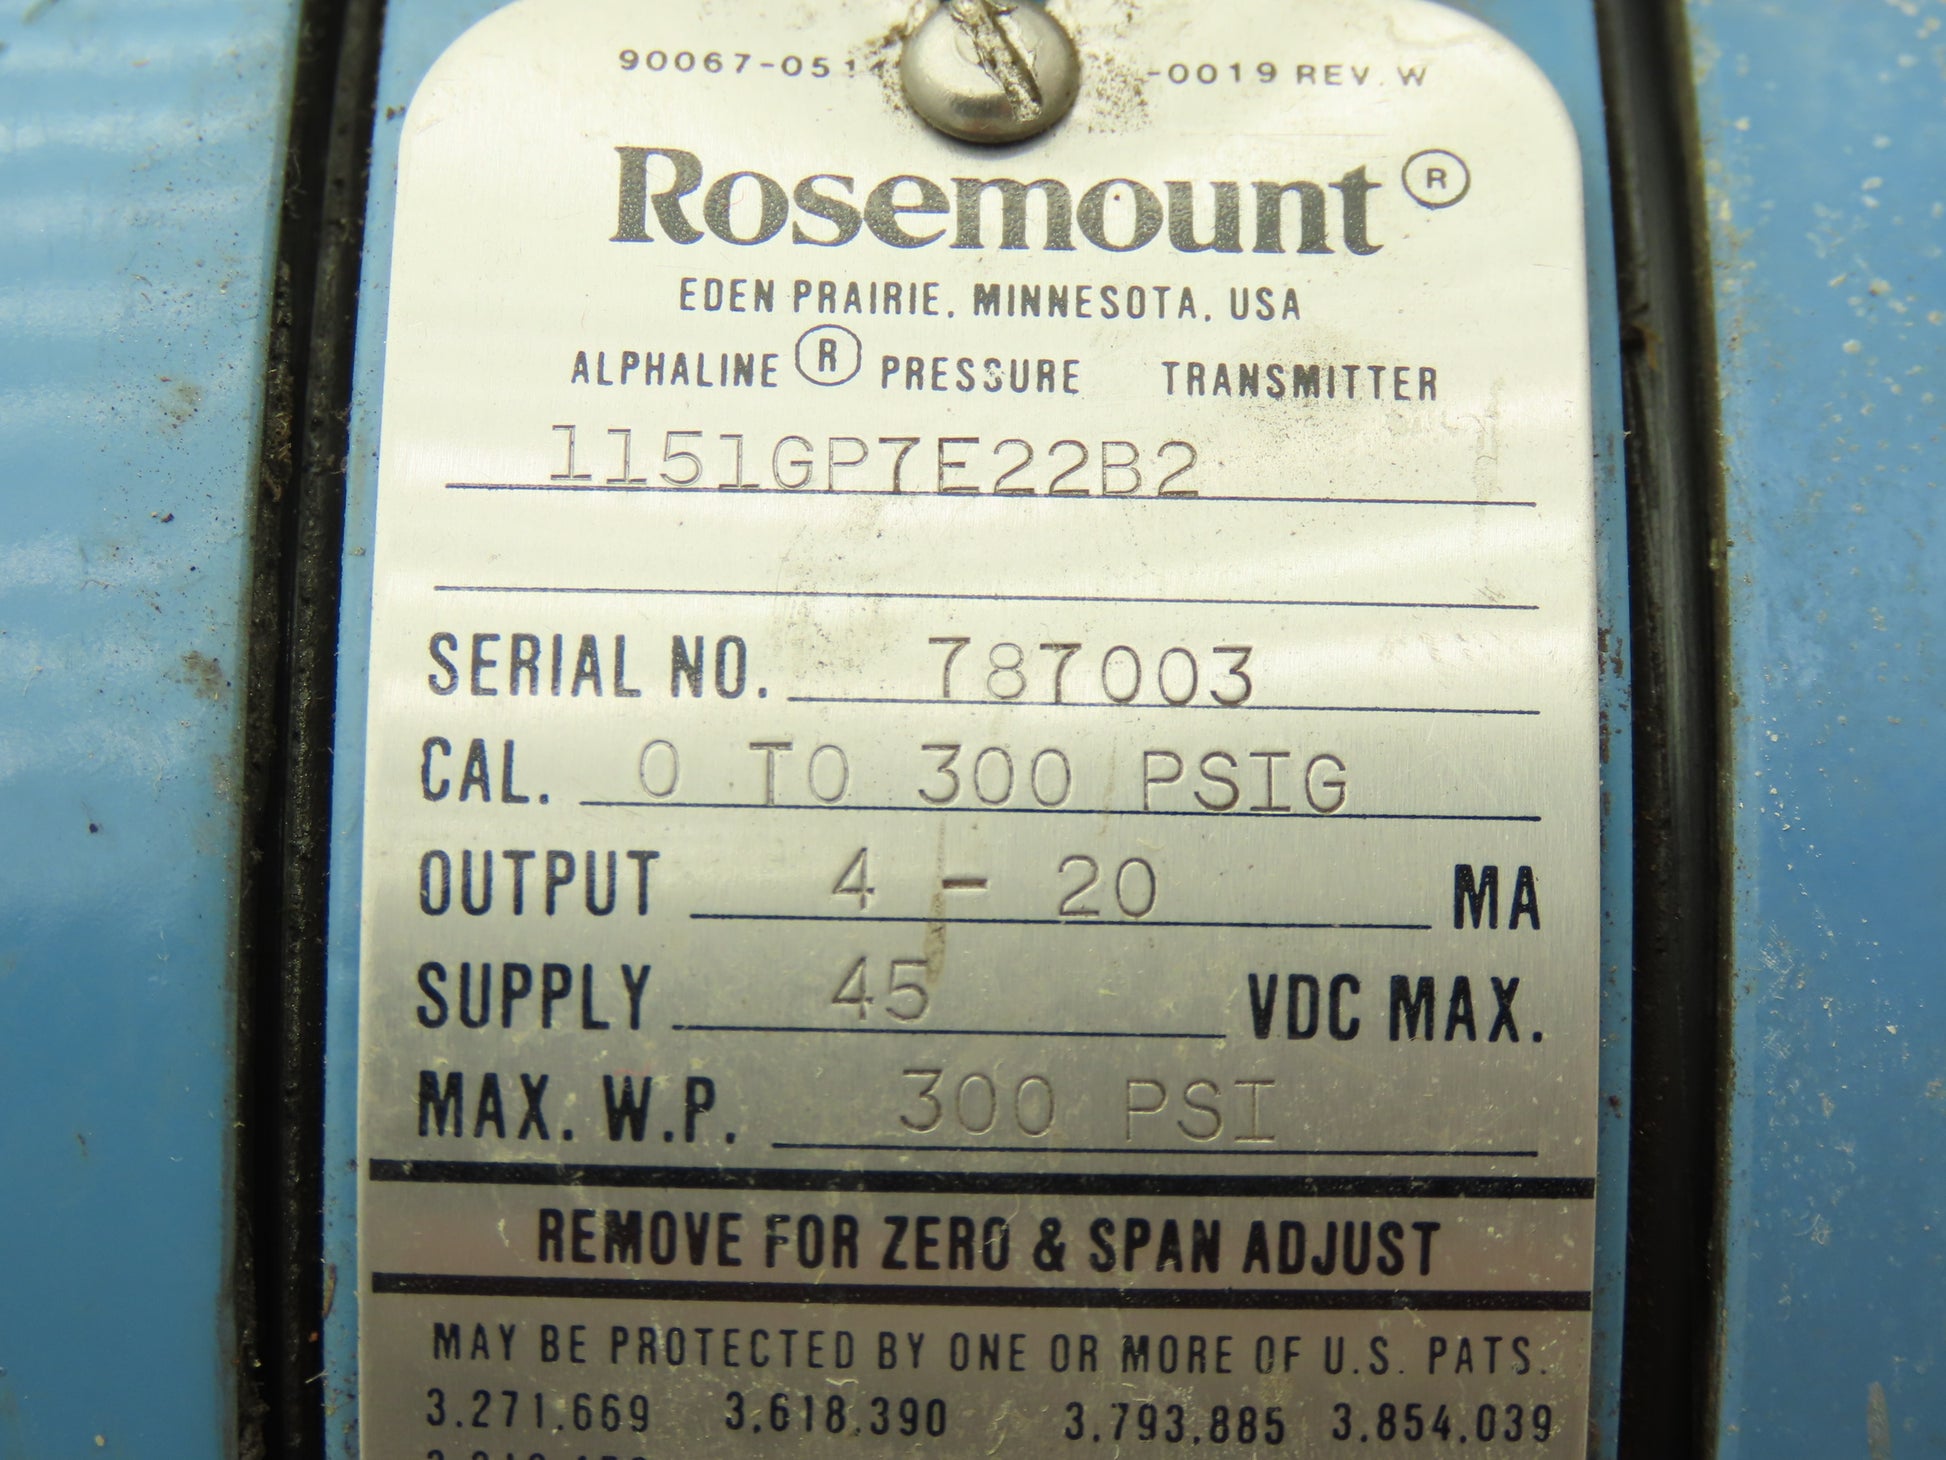 90067-051 -0019 REV. W
Rosemount ®
EDEN PRAIRIE, MINNESOTA, USA
ALPHALINE ® PRESSURE TRANSMITTER
1151GP7E22B2
SERIAL NO. 787003
CAL. 0 TO 300 PSIG
OUTPUT 4 - 20 MA
SUPPLY 45 VDC MAX.
MAX. W.P. 300 PSI
REMOVE FOR ZERO & SPAN ADJUST
MAY BE PROTECTED BY ONE OR MORE OF U.S. PATS.
3.271.669 3.618.390 3.793.885 3.854.039